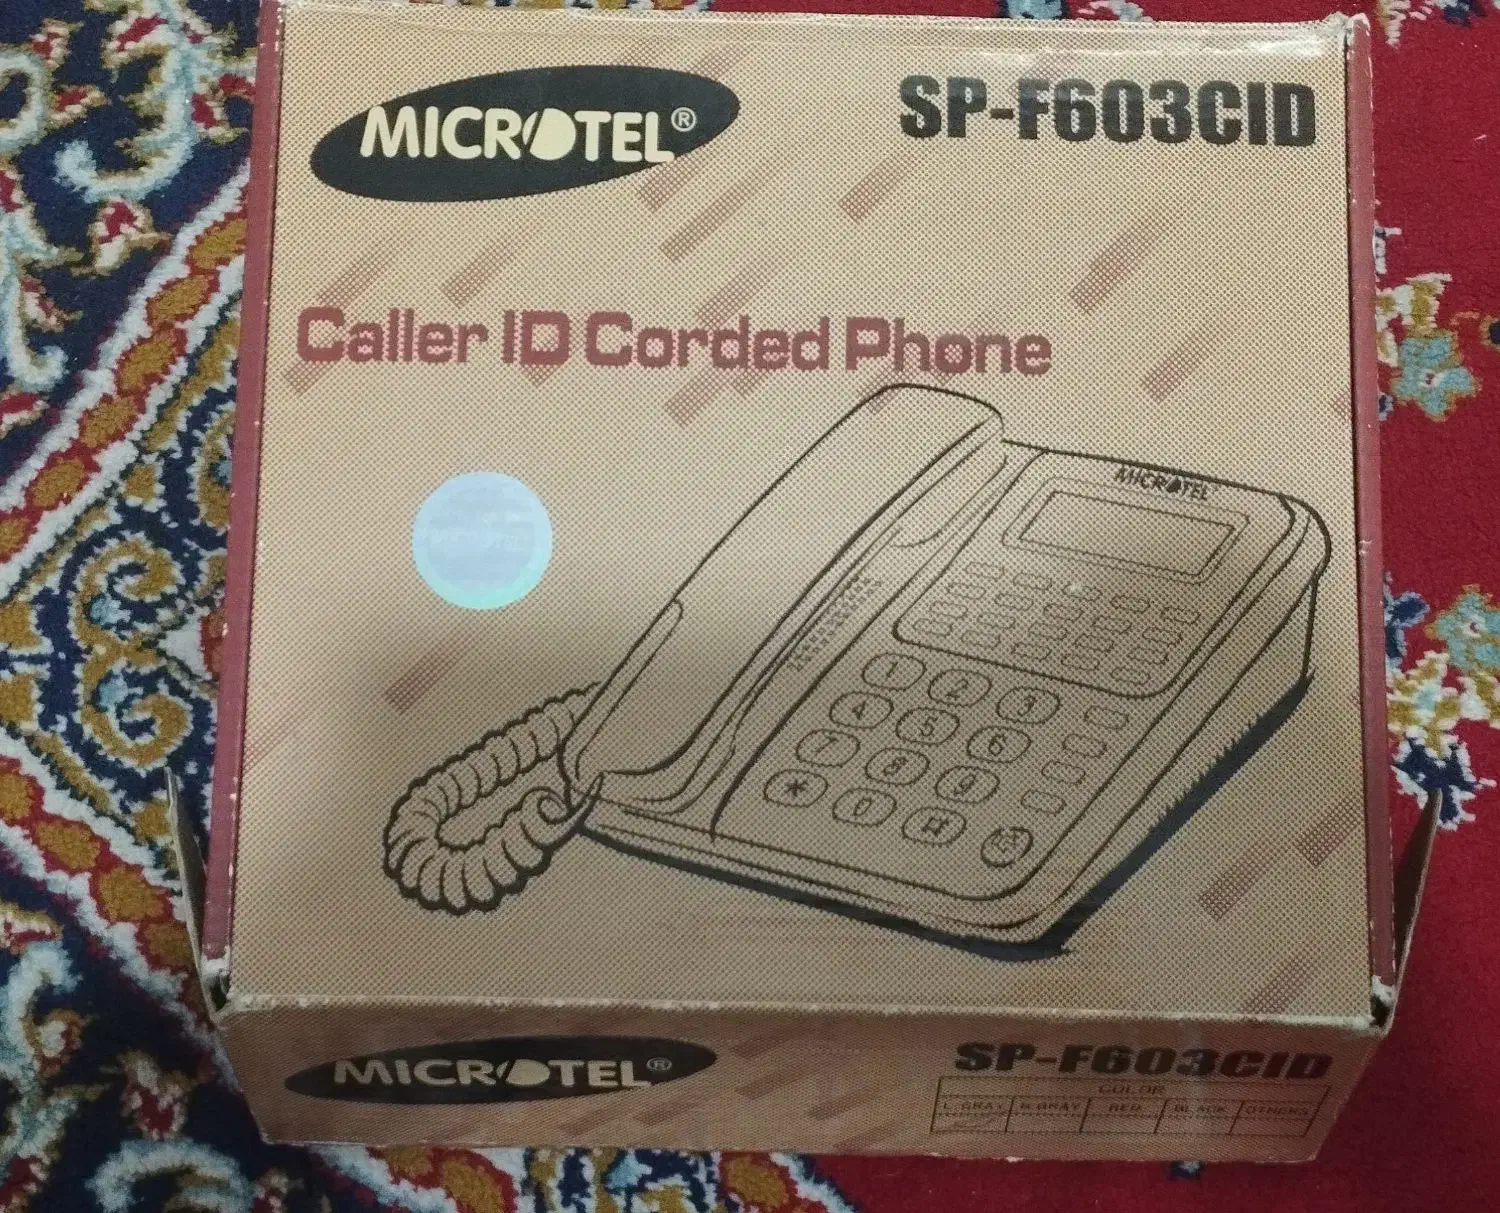 MICROTEL®
SP-F603CID
Caller ID Corded Phone
MICROTEL
1 2 3
4 5 6
7 8 9
* 0 #
MICROTEL®
SP-F603CID
COLOR
L.GRAY RED BLACK OTHERS